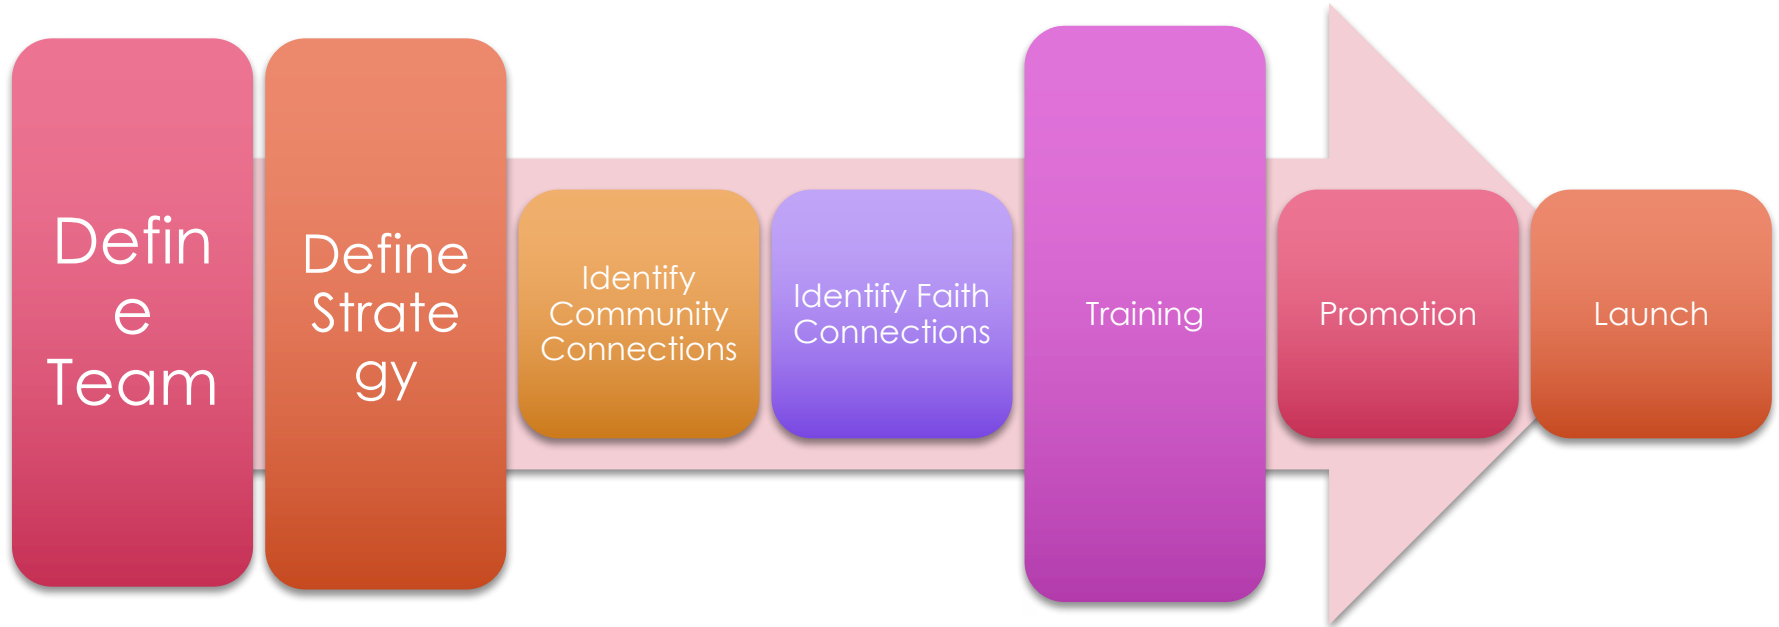 Defin
e
Team
Define
Strate
gy
Identify
Community
Connections
Identify Faith
Connections
Training
Promotion
Launch